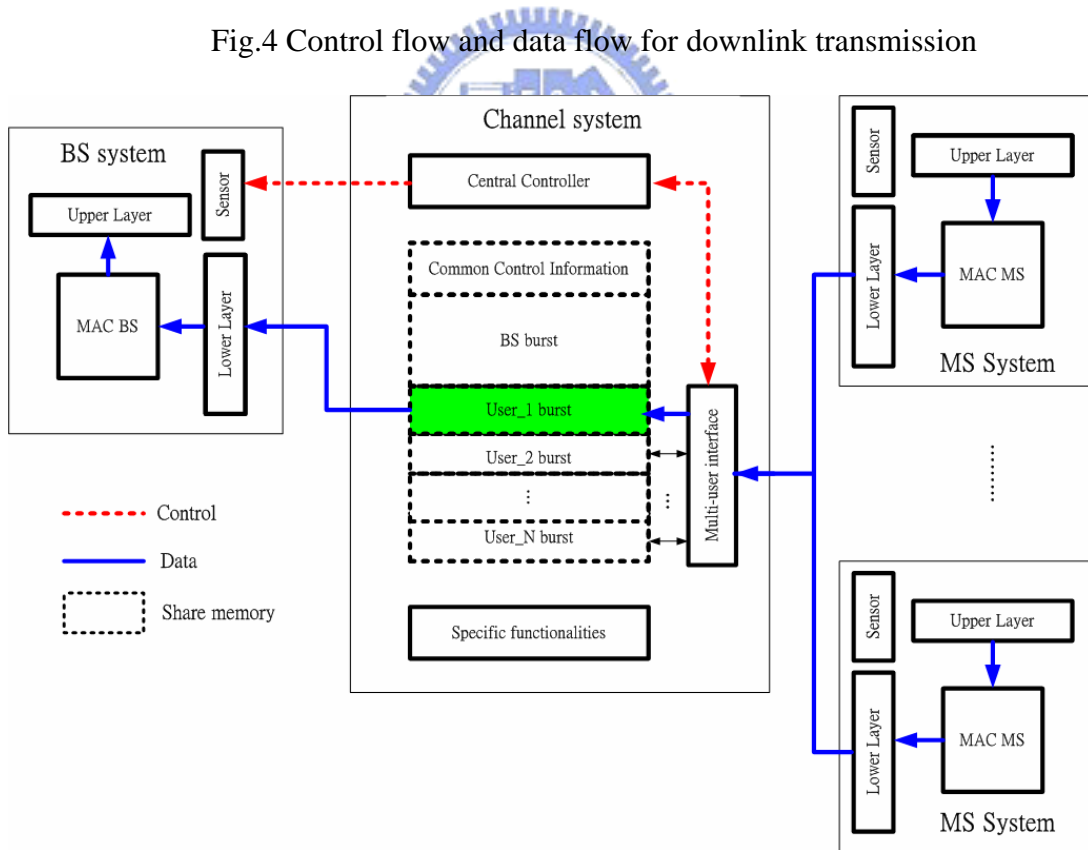 Fig.4 Control flow and data flow for downlink transmission
BS system
Upper Layer
Sensor
MAC BS
Lower Layer
Control
Data
Share memory
Channel system
Central Controller
Common Control Information
BS burst
User_1 burst
User_2 burst
...
User_N burst
...
Multi-user interface
Specific functionalities
Sensor
Upper Layer
Lower Layer
MAC MS
MS System
........
Sensor
Upper Layer
Lower Layer
MAC MS
MS System